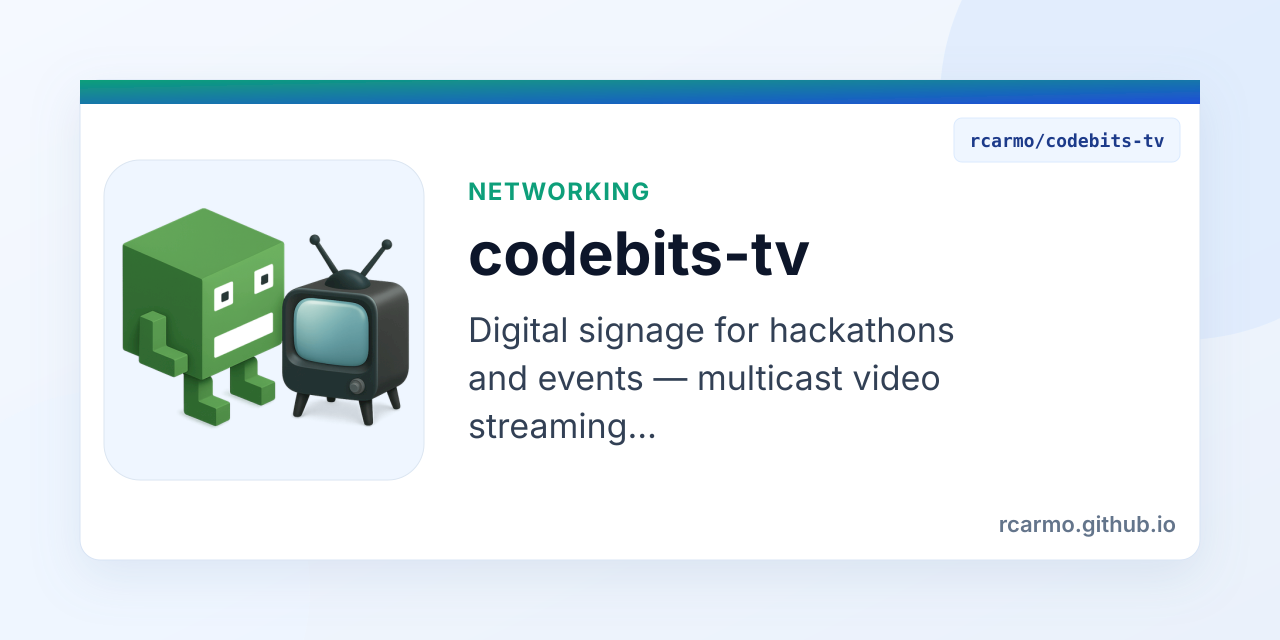 rcarmo/codebits-tv
NETWORKING
codebits-tv
Digital signage for hackathons
and events — multicast video
streaming...
rcarmo.github.io